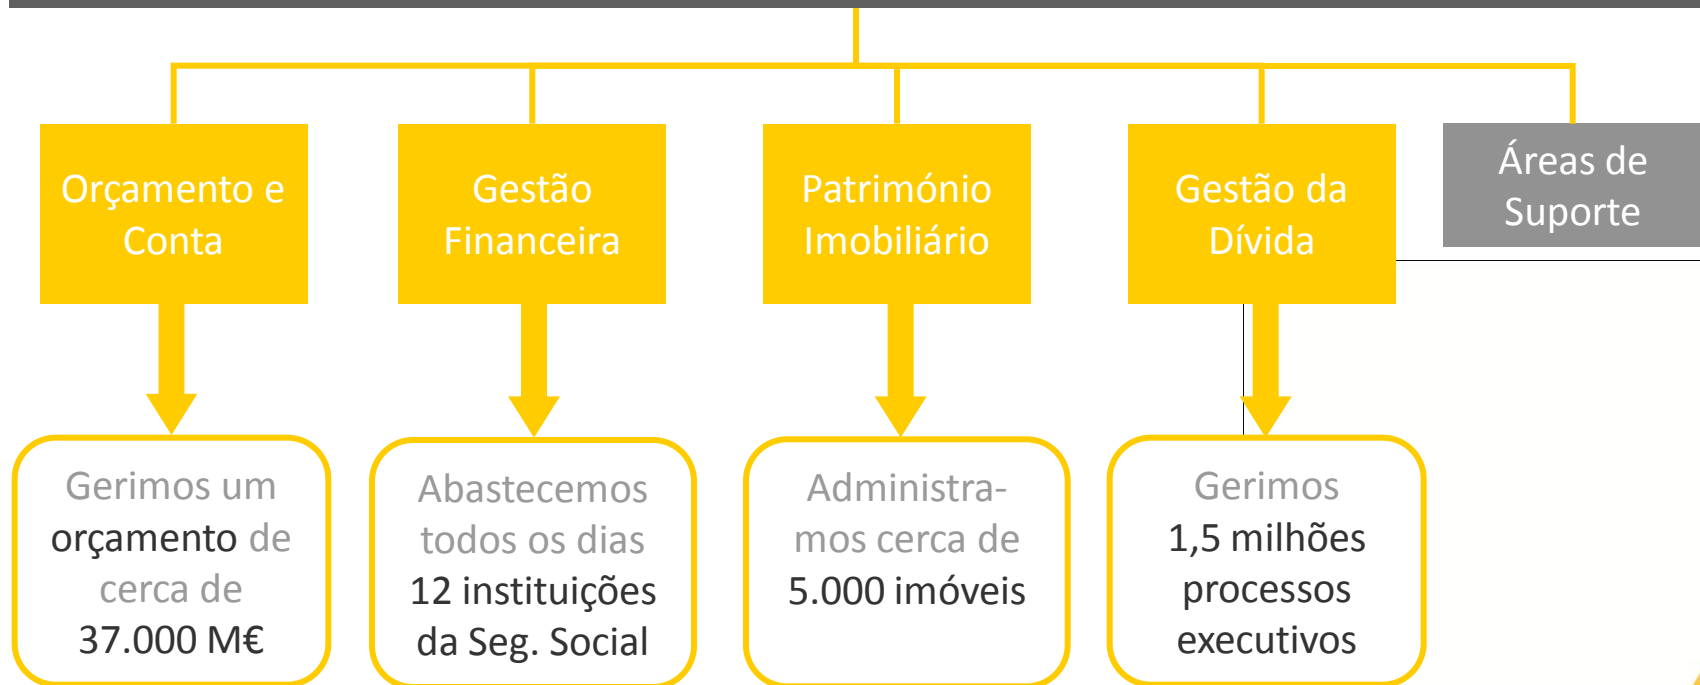 Orçamento e
Conta
Gestão
Financeira
Património
Imobiliário
Gestão da
Dívida
Áreas de
Suporte
Gerimos um
orçamento de
cerca de
37.000 M€
Abastecemos
todos os dias
12 instituições
da Seg. Social
Administra-
mos cerca de
5.000 imóveis
Gerimos
1,5 milhões
processos
executivos